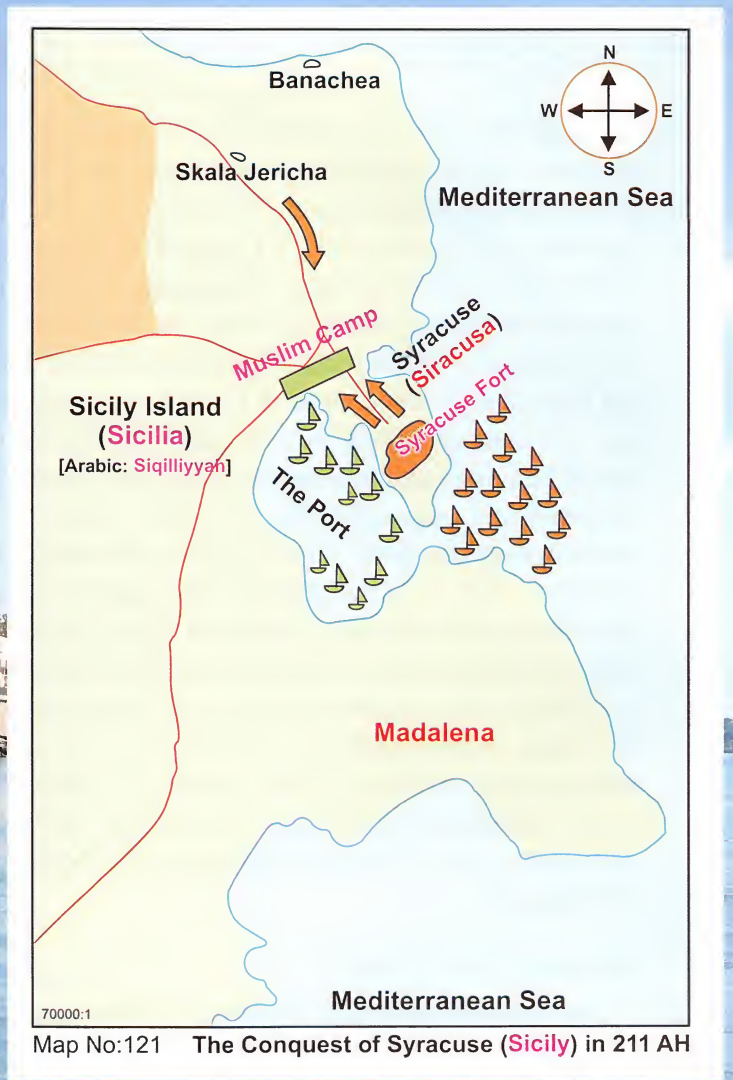 Banachea
N
W
E
S
Skala Jericha
Mediterranean Sea
Muslim Camp
Syracuse
(Siracusa)
Syracuse Fort
Sicily Island
(Sicilia)
[Arabic: Siqilliyyah]
The Port
Madalena
Mediterranean Sea
70000:1
Map No:121 The Conquest of Syracuse (Sicily) in 211 AH